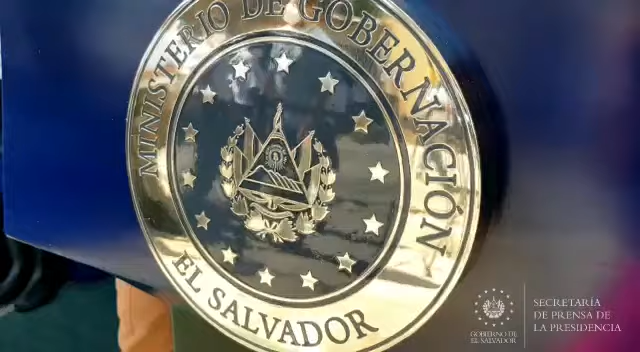 MINISTERIO DE GOBERNACIÓN
EL SALVADOR
GOBIERNO DE
EL SALVADOR
SECRETARÍA
DE PRENSA DE
LA PRESIDENCIA